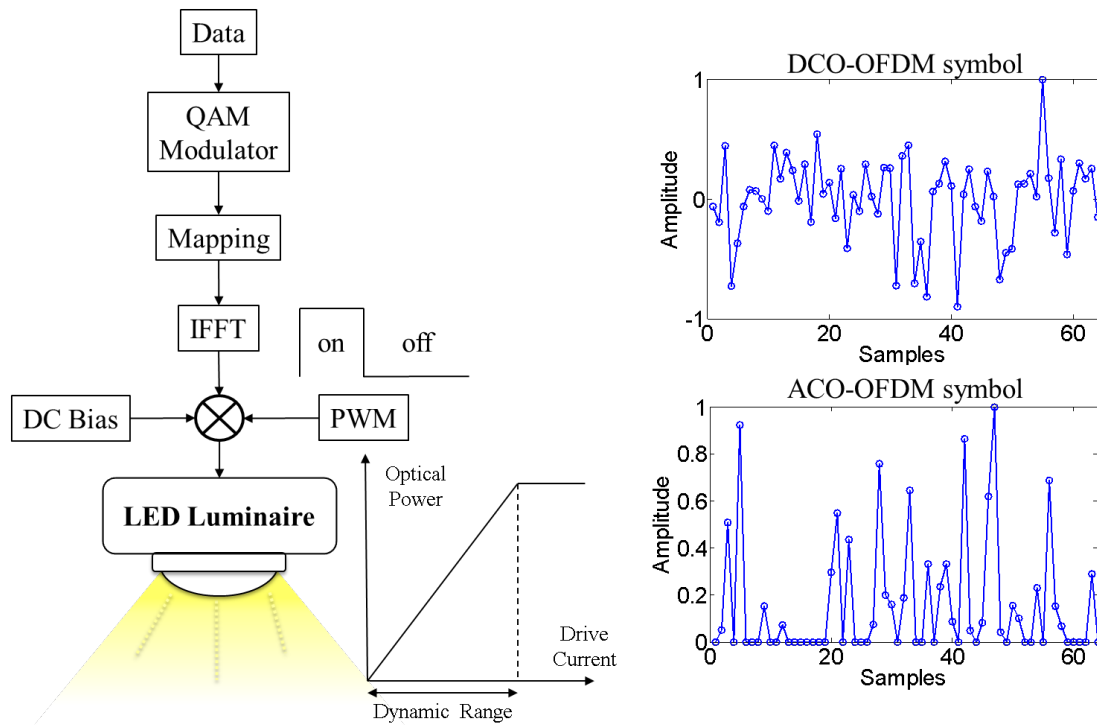 Data
QAM
Modulator
Mapping
IFFT
on
off
DC Bias
PWM
LED Luminaire
Optical
Power
Drive
Current
Dynamic Range
DCO-OFDM symbol
1
0
-1
Amplitude
0
20
40
60
Samples
ACO-OFDM symbol
1
0.8
0.6
0.4
0.2
0
Amplitude
0
20
40
60
Samples